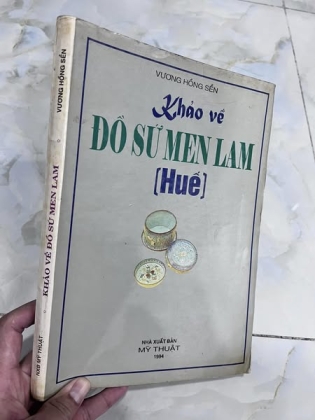 VƯƠNG HỒNG SỂN
Khảo về
ĐỒ SỨ MEN LAM
(Huế)
NHÀ XUẤT BẢN
MỸ THUẬT
1994
VƯƠNG HỒNG SỂN
KHẢO VỀ ĐỒ SỨ MEN LAM
NXB MỸ THUẬT